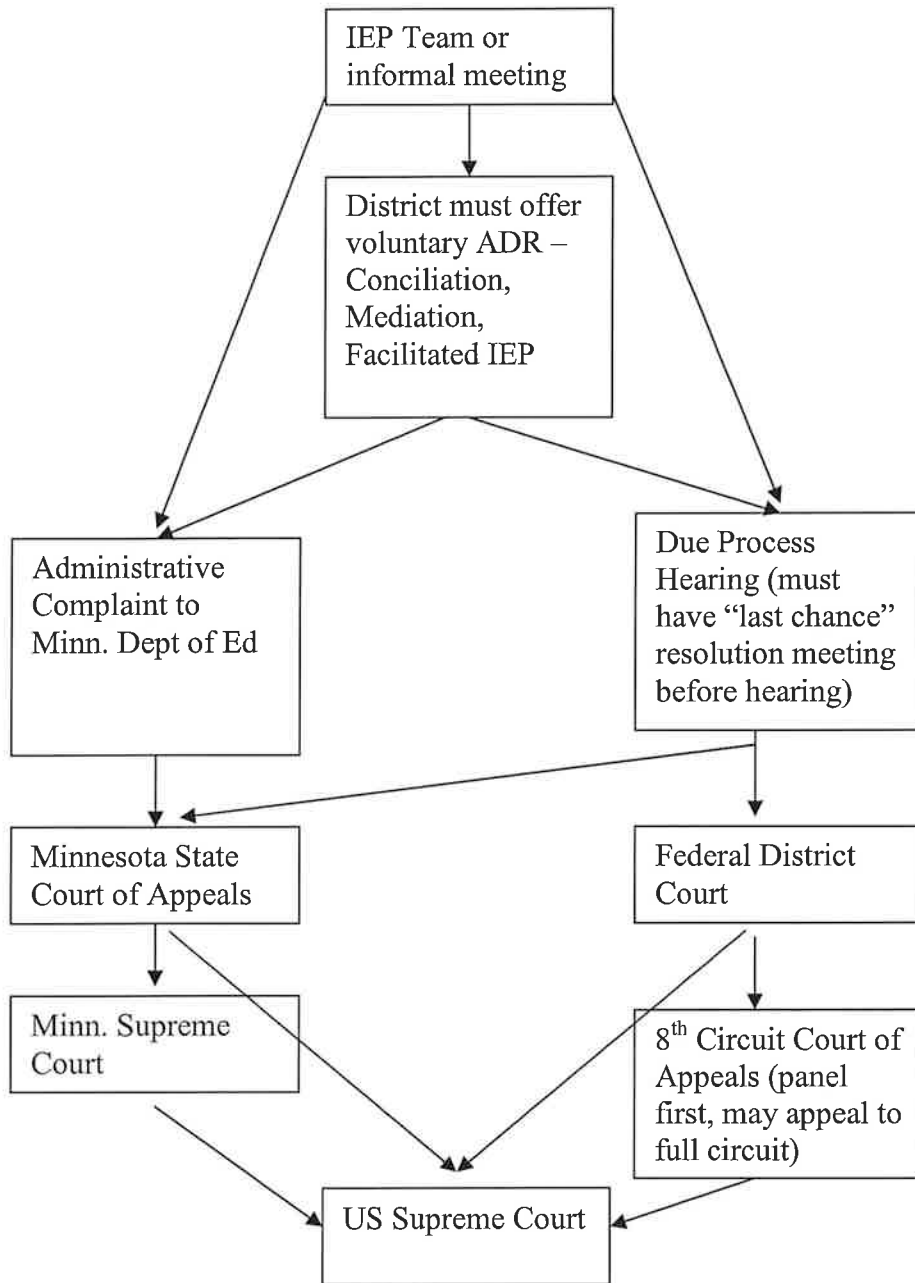 IEP Team or
informal meeting
District must offer
voluntary ADR –
Conciliation,
Mediation,
Facilitated IEP
Administrative
Complaint to
Minn. Dept of Ed
Due Process
Hearing (must
have “last chance”
resolution meeting
before hearing)
Minnesota State
Court of Appeals
Federal District
Court
Minn. Supreme
Court
8th Circuit Court of
Appeals (panel
first, may appeal to
full circuit)
US Supreme Court